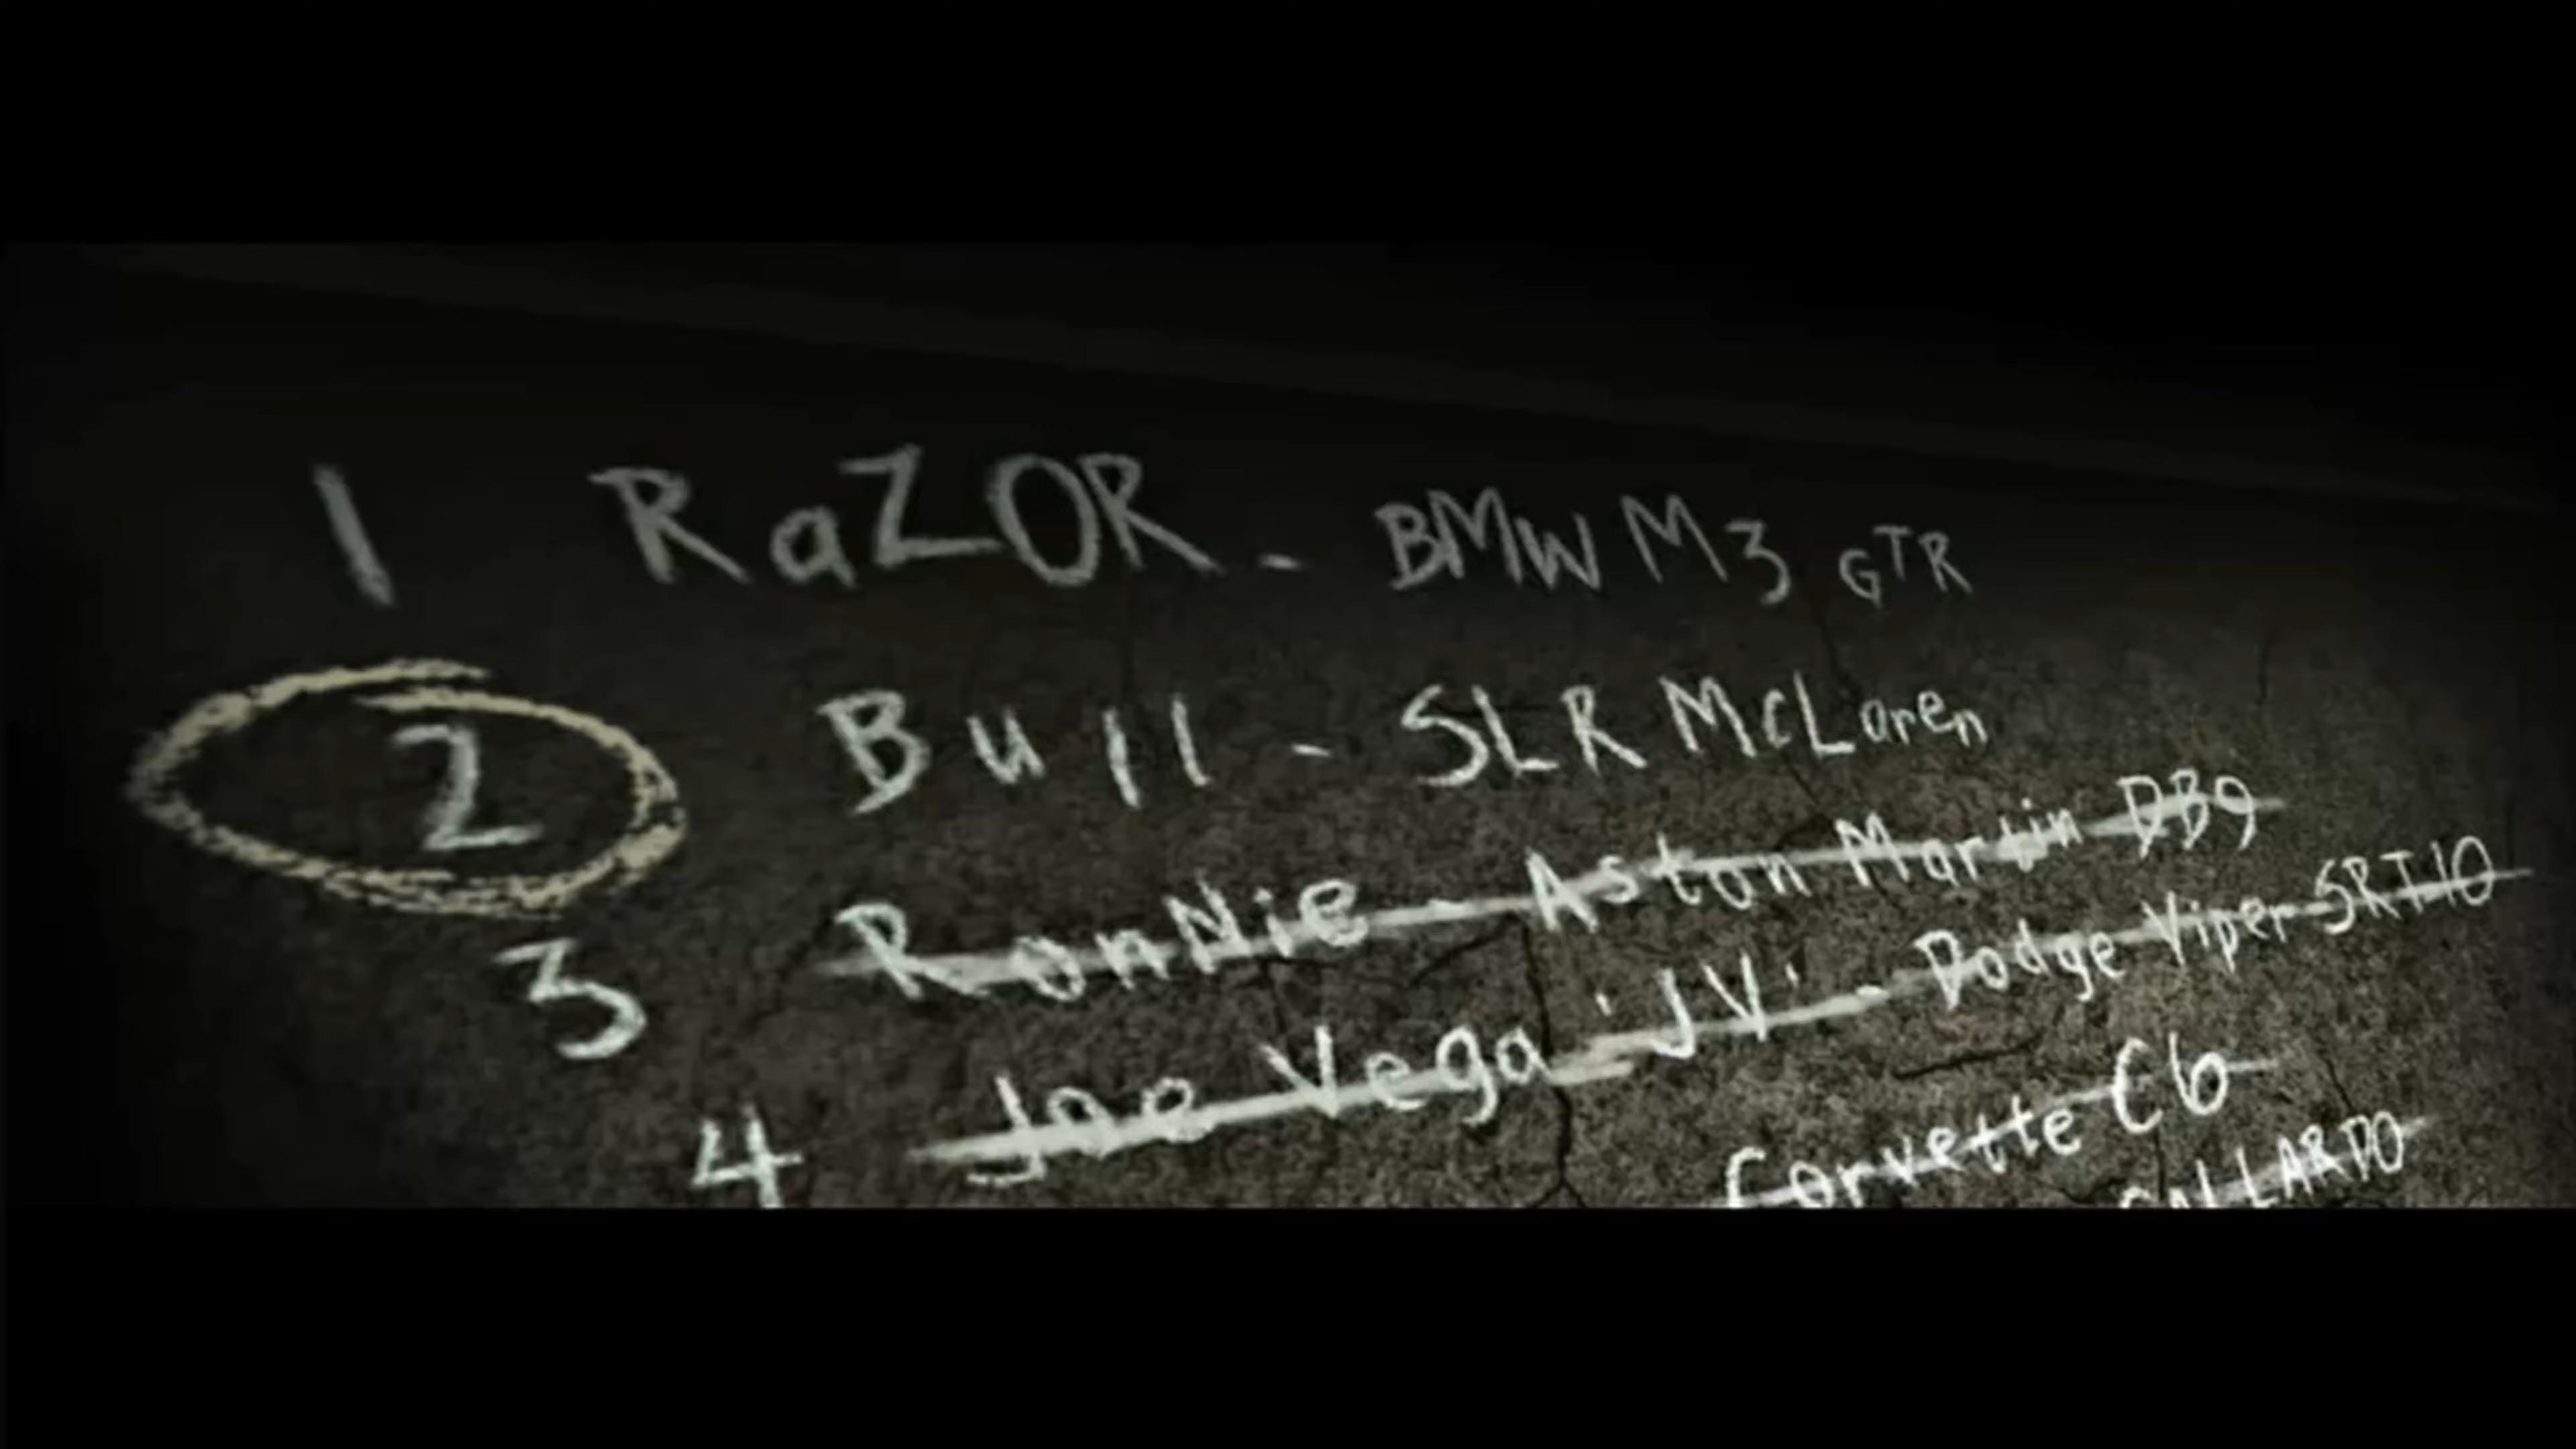 1 RaZOR - BMW M3 GTR
2 Bull - SLR McLaren
3 RonNie - Aston Martin DB9
4 Joe Vega 'JV' - Dodge Viper SRT10
Corvette C6
GALLARDO